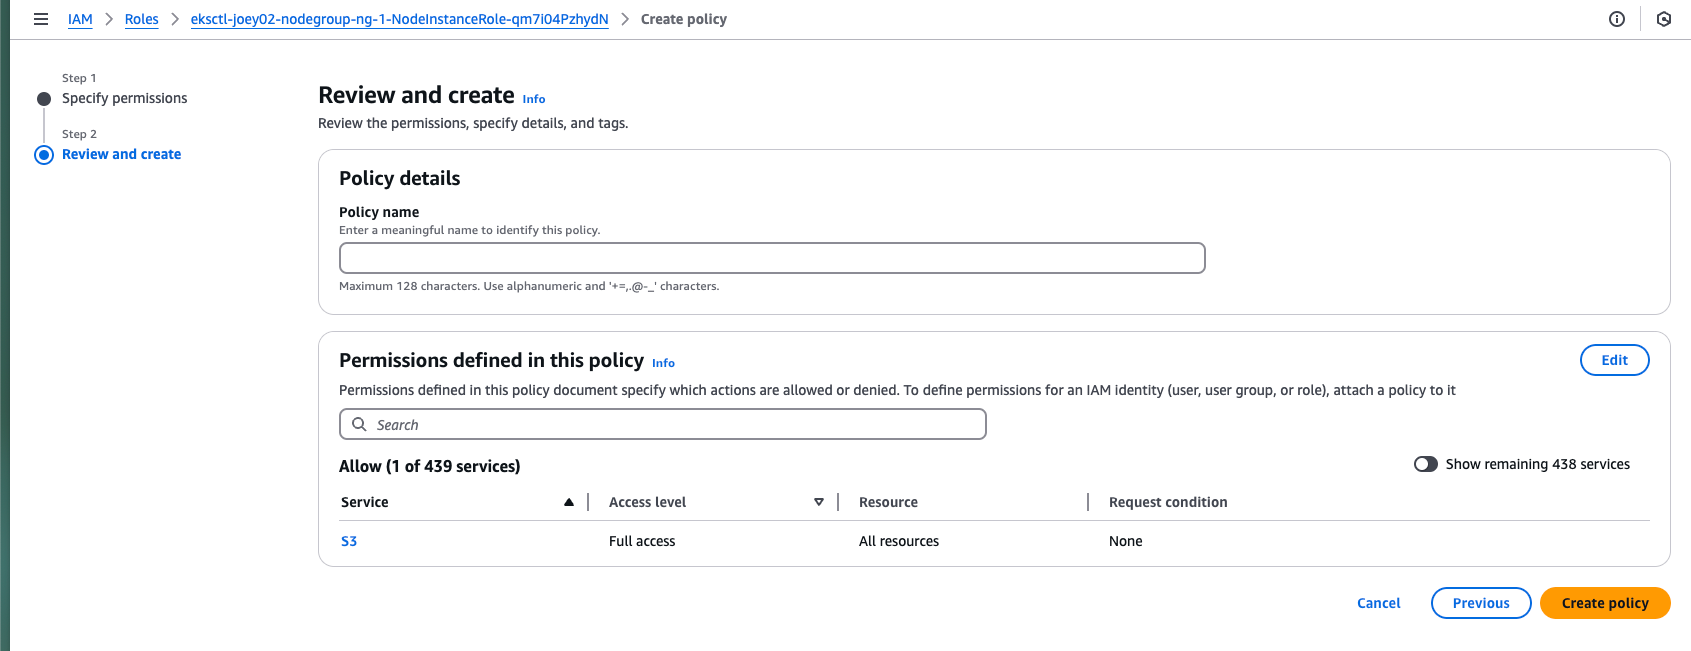 IAM > Roles > eksctl-joey02-nodegroup-ng-1-NodeInstanceRole-qm7i04PzhydN > Create policy
Step 1
Specify permissions
Step 2
Review and create
Review and create Info
Review the permissions, specify details, and tags.
Policy details
Policy name
Enter a meaningful name to identify this policy.
Maximum 128 characters. Use alphanumeric and '+=,.@-_' characters.
Permissions defined in this policy Info
Edit
Permissions defined in this policy document specify which actions are allowed or denied. To define permissions for an IAM identity (user, user group, or role), attach a policy to it
Search
Allow (1 of 439 services)
Show remaining 438 services
Service Access level Resource Request condition
S3 Full access All resources None
Cancel Previous Create policy